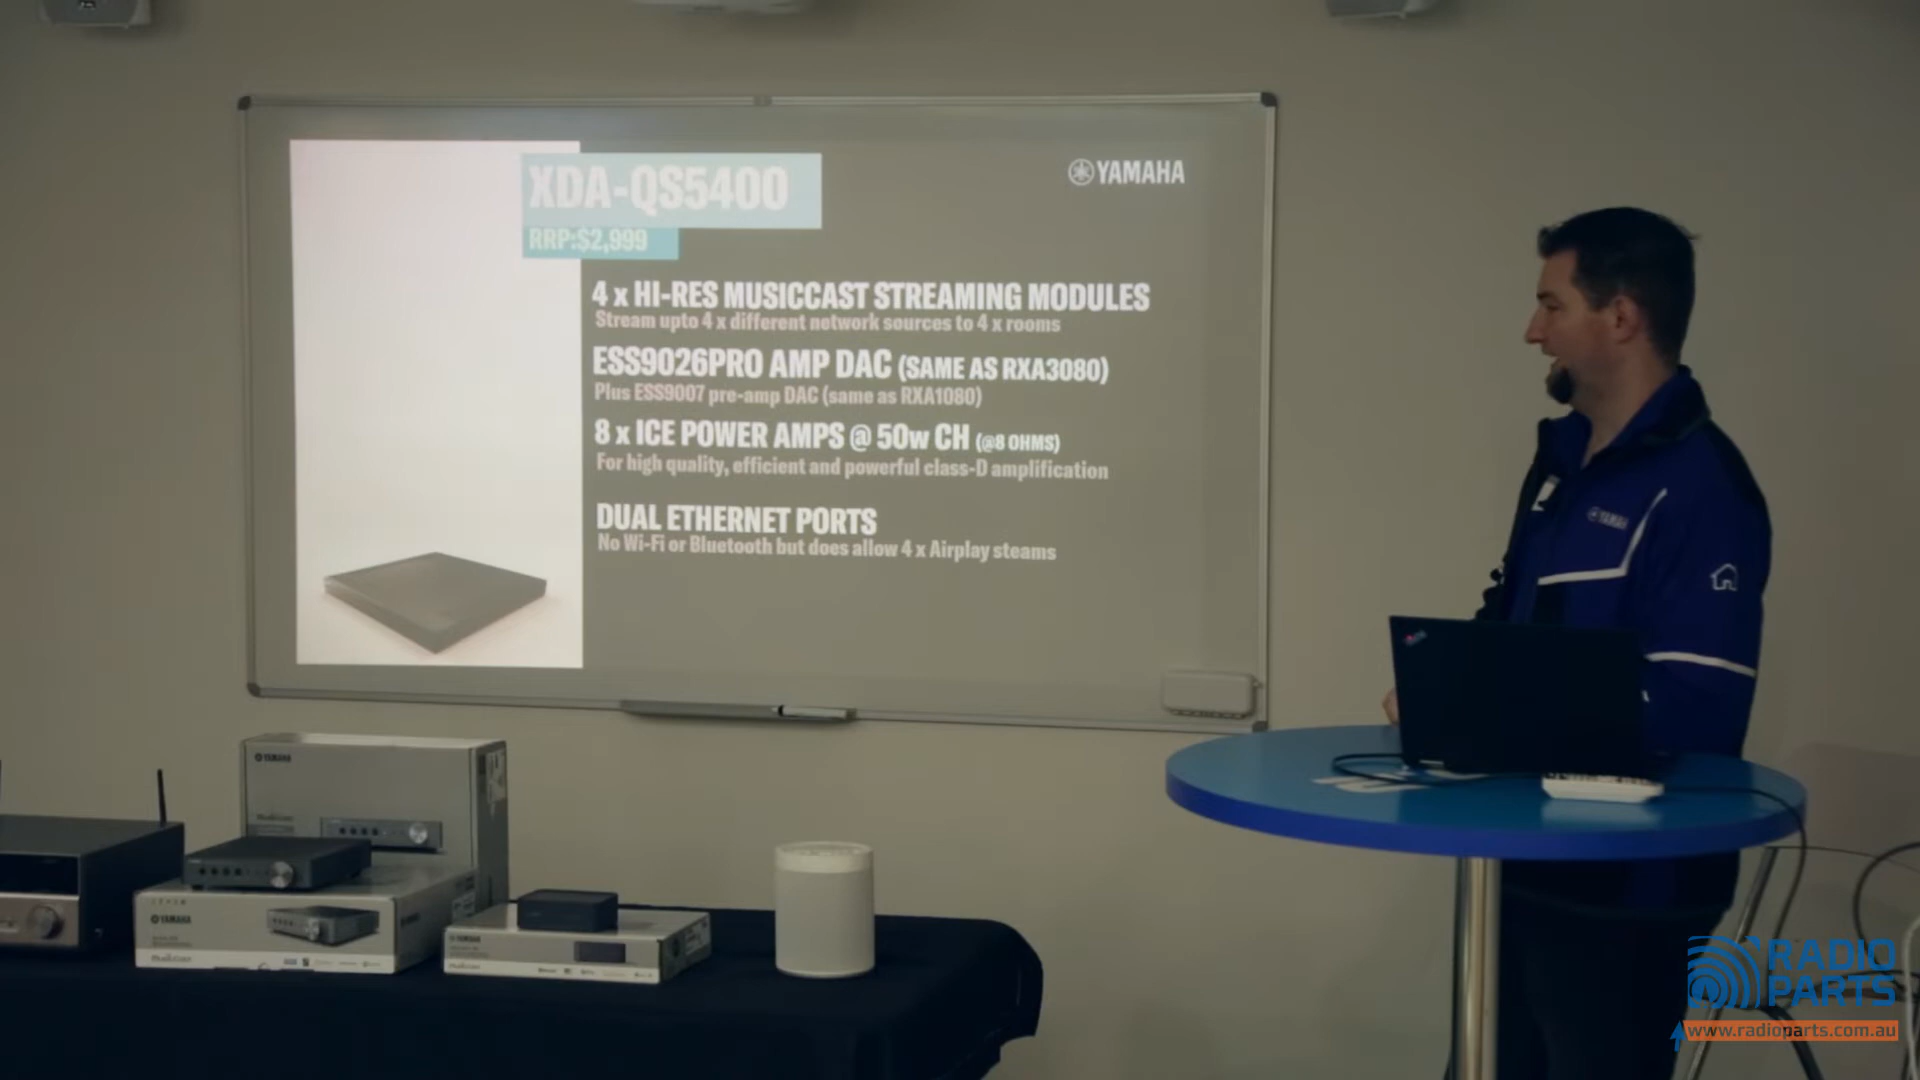 XDA-QS5400
YAMAHA
RRP:$2,999
4 x HI-RES MUSICCAST STREAMING MODULES
Stream upto 4 x different network sources to 4 x rooms
ESS9026PRO AMP DAC (SAME AS RXA3080)
Plus ESS9007 pre-amp DAC (same as RXA1080)
8 x ICE POWER AMPS @ 50w CH (@8 OHMS)
For high quality, efficient and powerful class-D amplification
DUAL ETHERNET PORTS
No Wi-Fi or Bluetooth but does allow 4 x Airplay steams
YAMAHA
YAMAHA
YAMAHA
RADIO
PARTS
www.radioparts.com.au